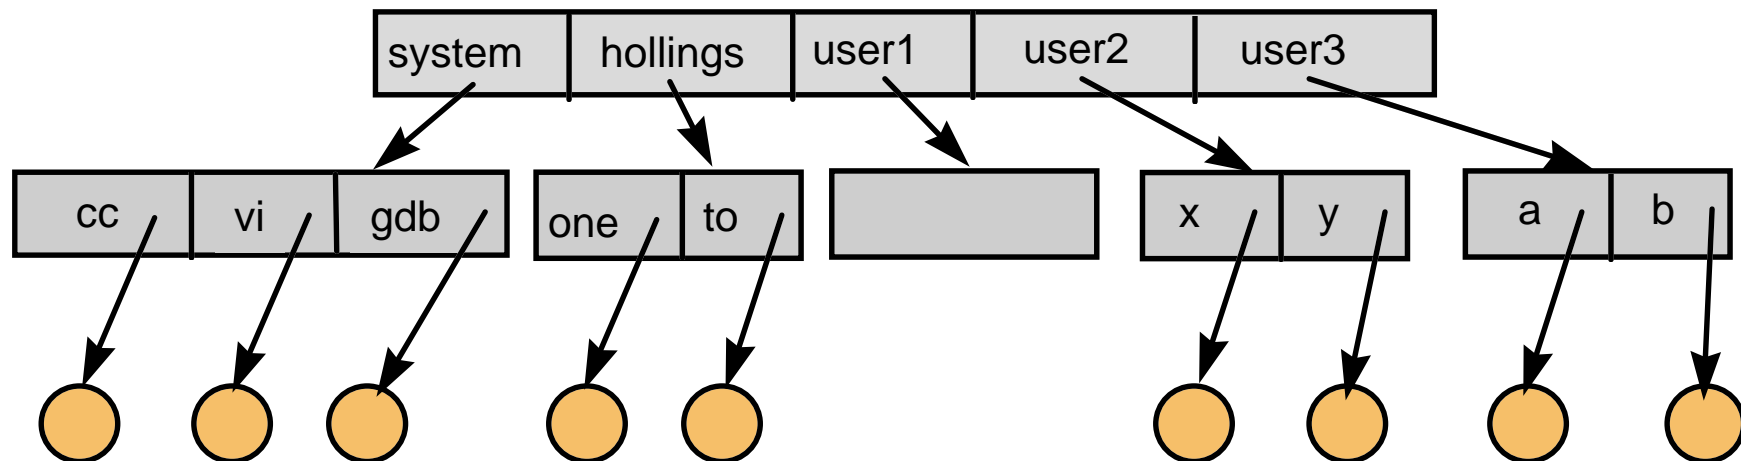 system hollings user1 user2 user3
cc vi gdb one to x y a b